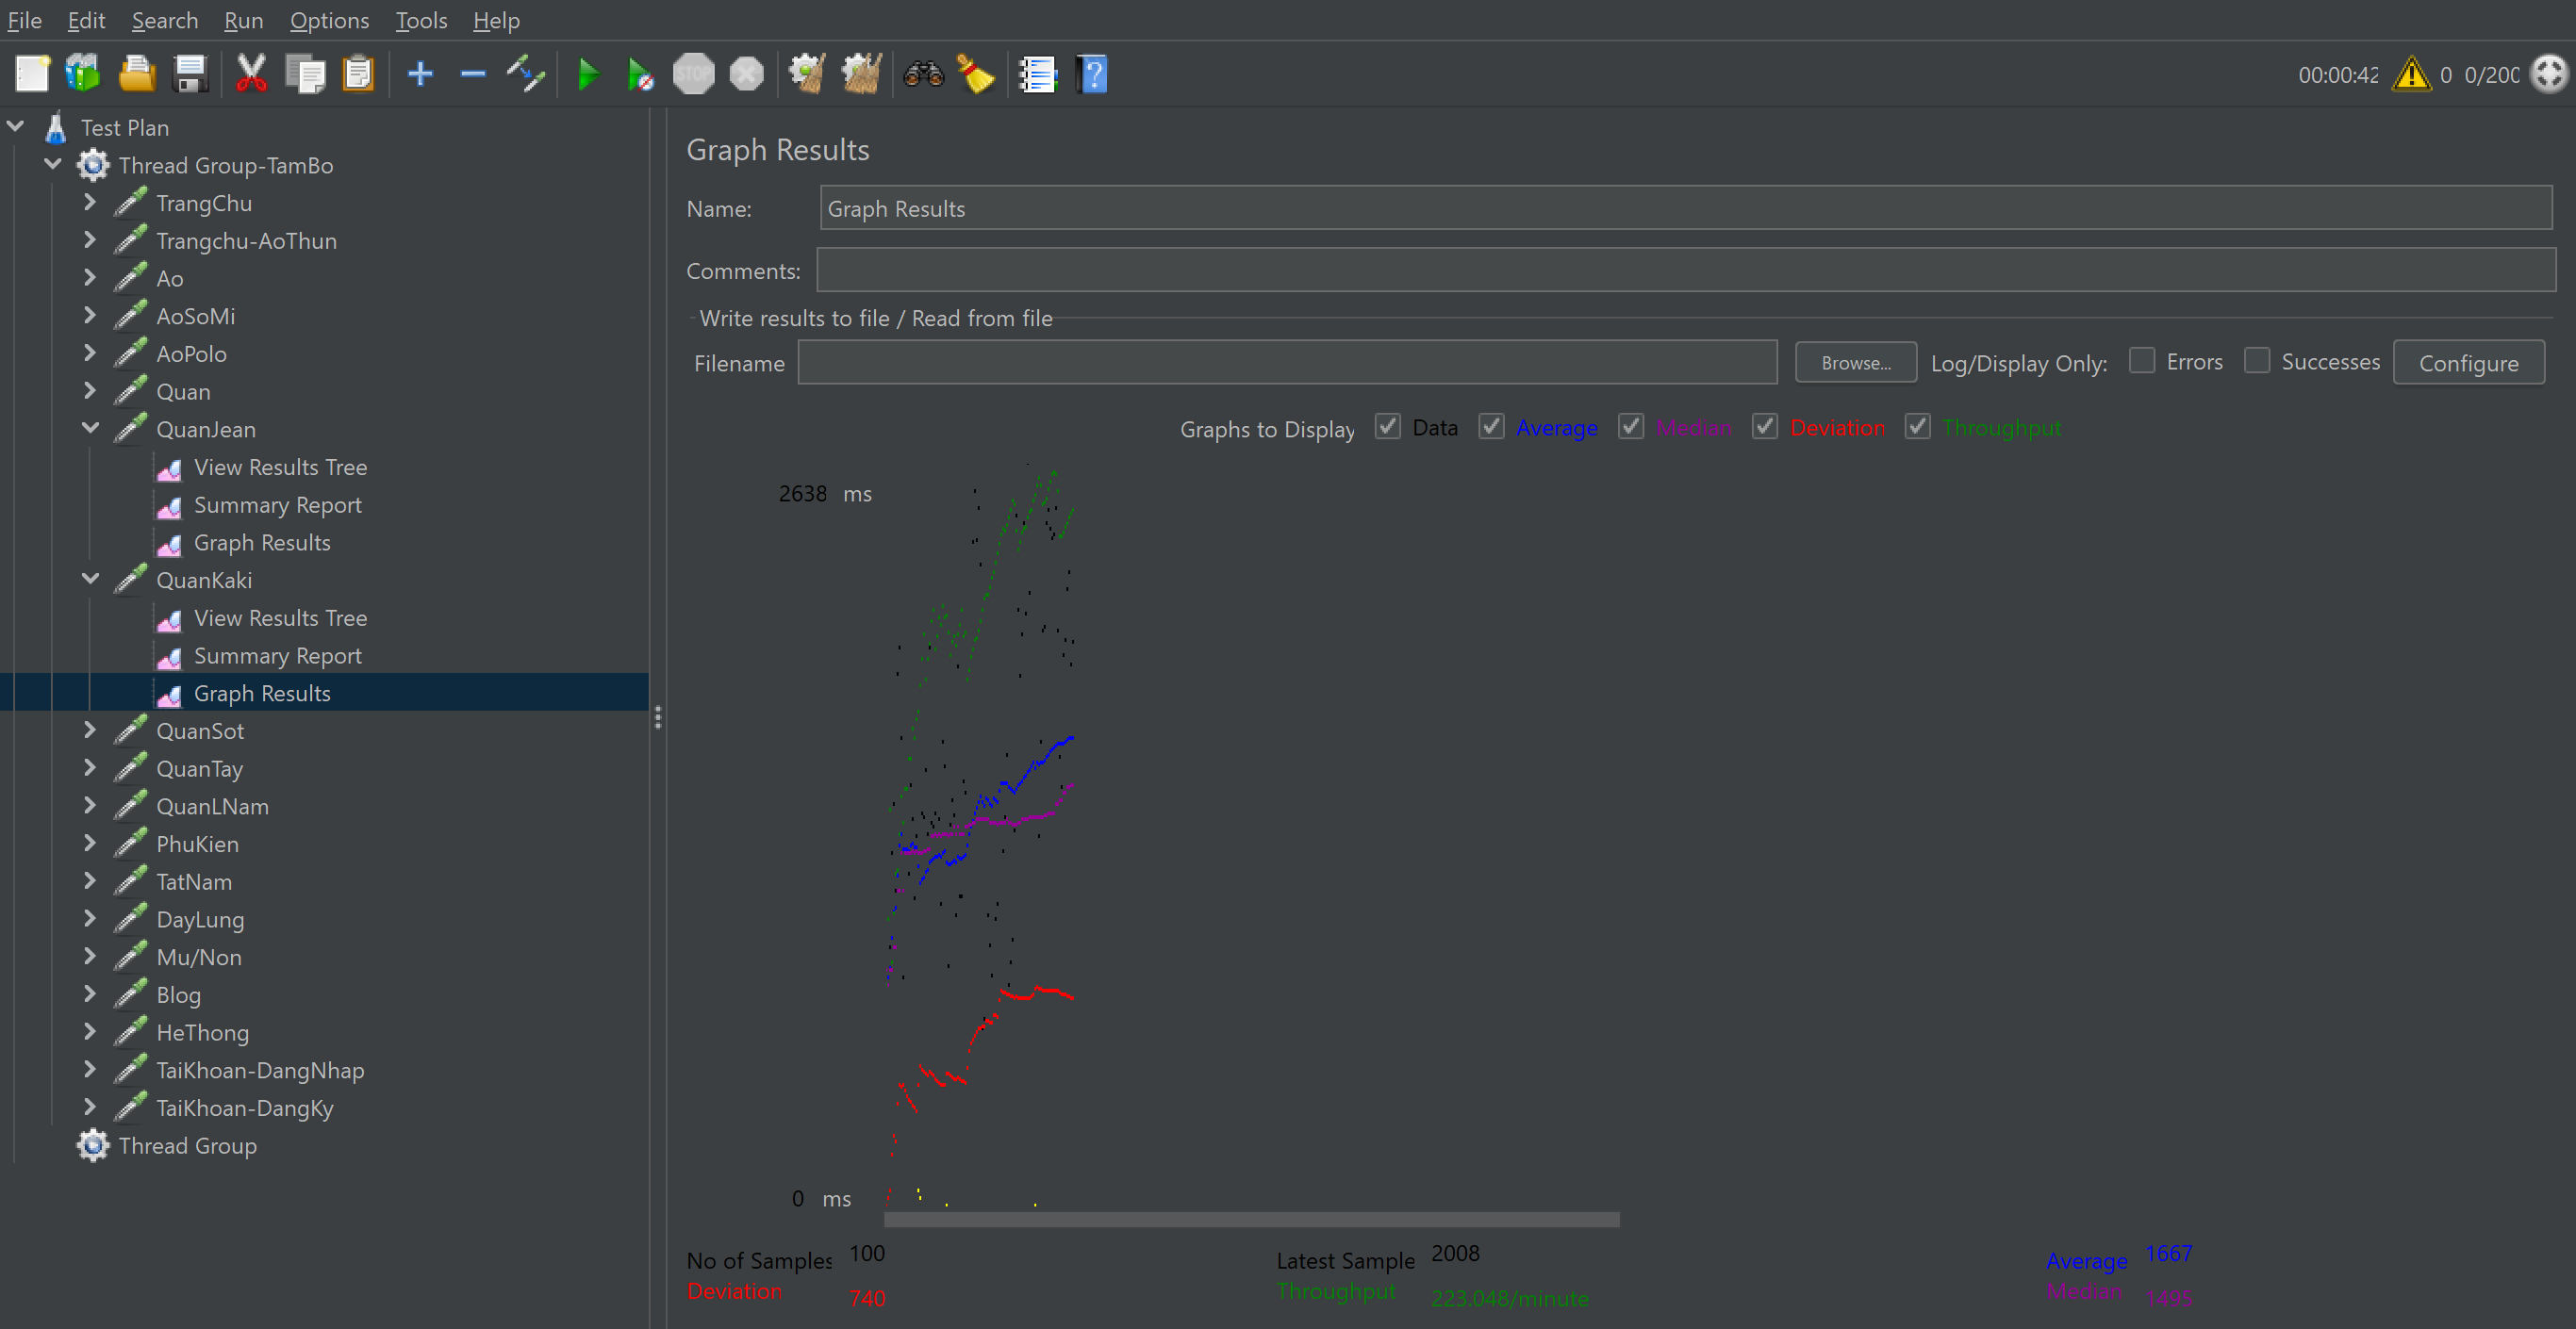 File Edit Search Run Options Tools Help
STOP
00:00:42 0 0/200
Test Plan
Thread Group-TamBo
TrangChu
Trangchu-AoThun
Ao
AoSoMi
AoPolo
Quan
QuanJean
View Results Tree
Summary Report
Graph Results
QuanKaki
View Results Tree
Summary Report
Graph Results
QuanSot
QuanTay
QuanLNam
PhuKien
TatNam
DayLung
Mu/Non
Blog
HeThong
TaiKhoan-DangNhap
TaiKhoan-DangKy
Thread Group
Graph Results
Name: Graph Results
Comments:
Write results to file / Read from file
Filename Browse... Log/Display Only: Errors Successes Configure
Graphs to Display Data Average Median Deviation Throughput
2638 ms
0 ms
No of Samples 100 Latest Sample 2008 Average 1667
Deviation 740 Throughput 223.048/minute Median 1495